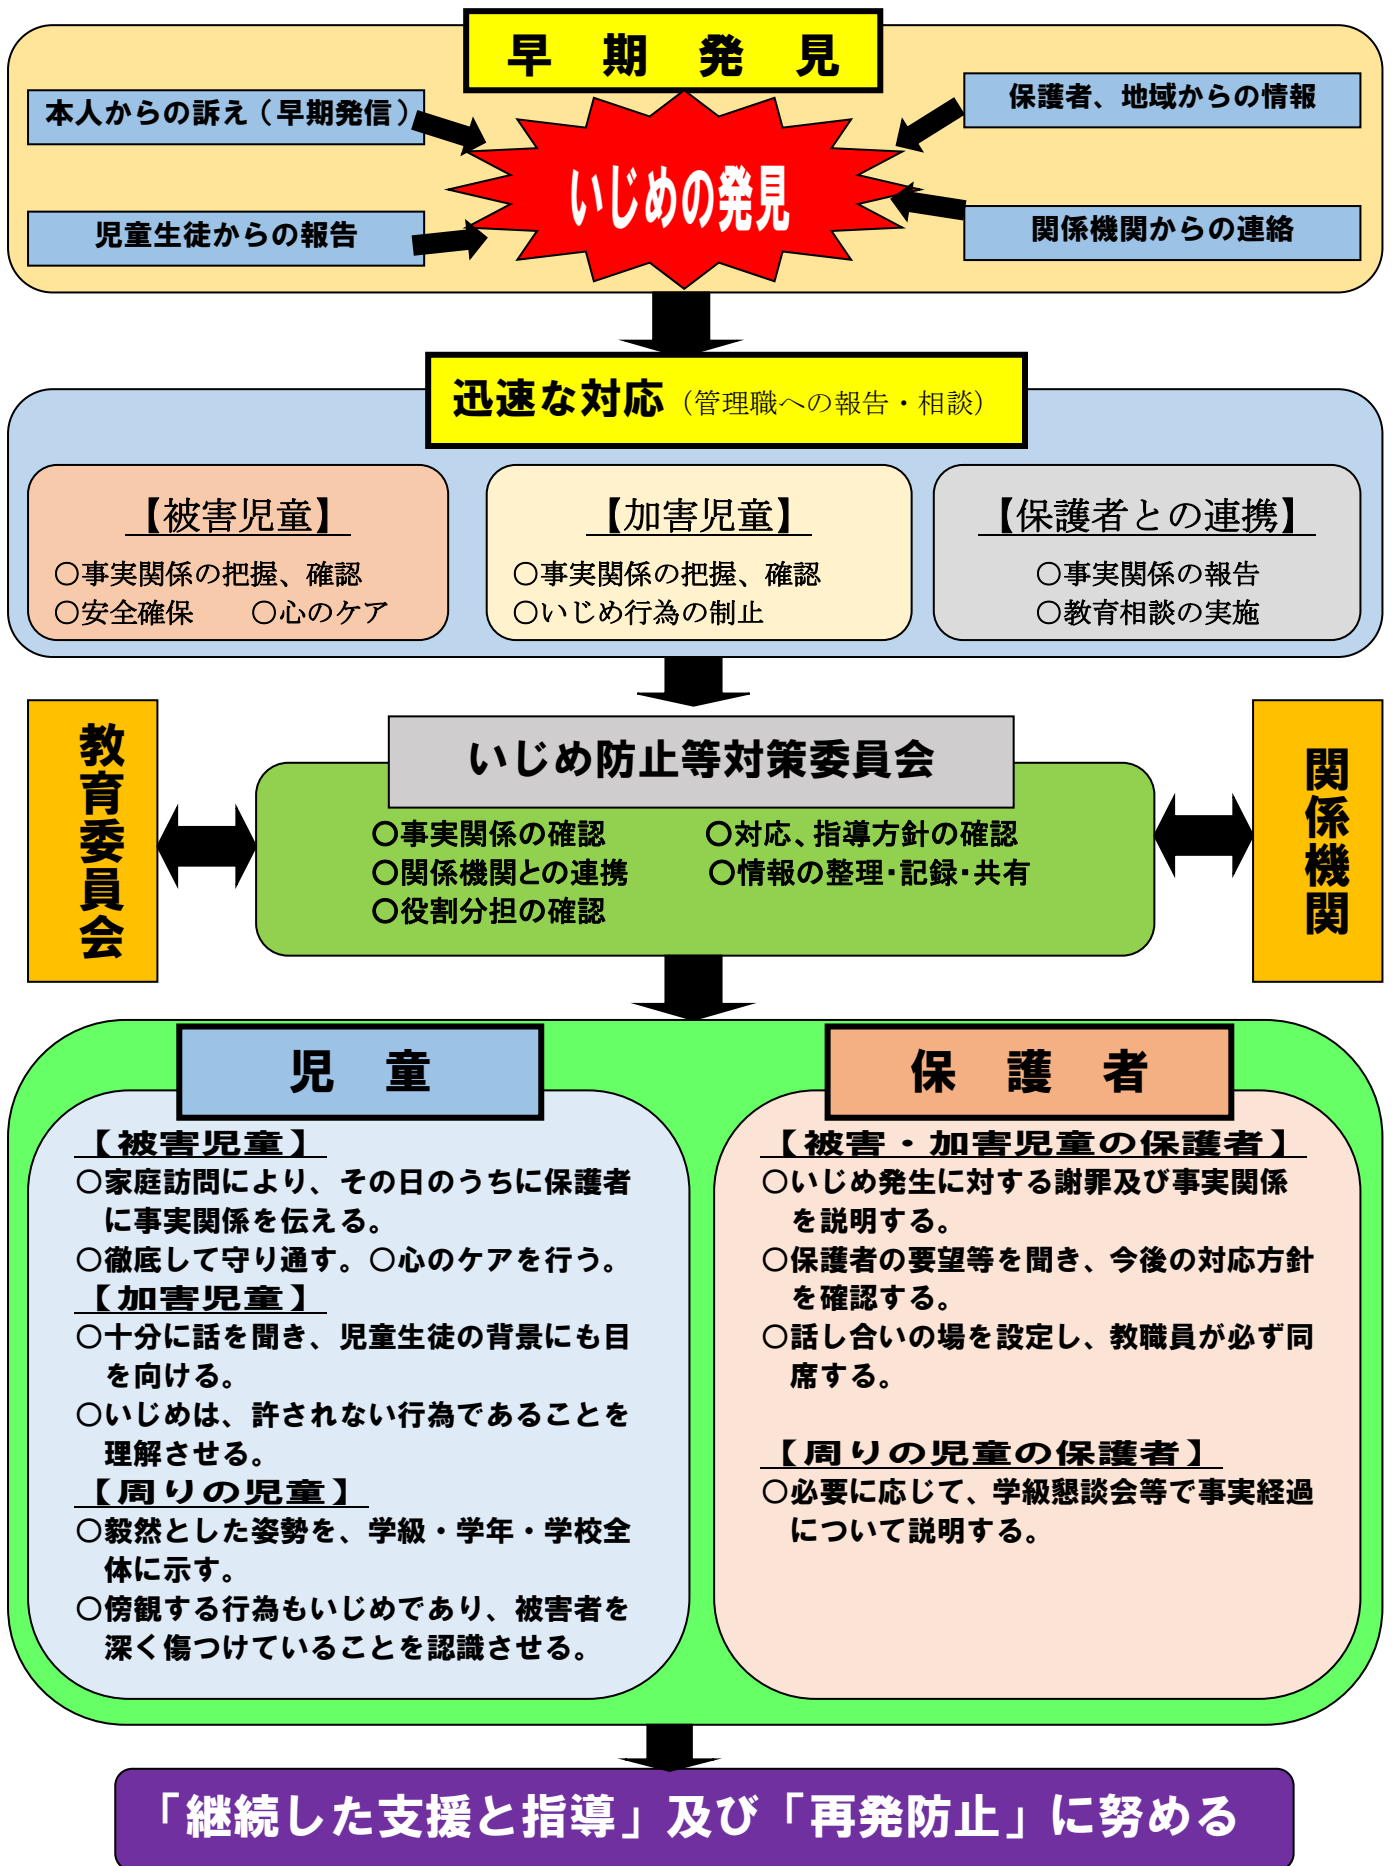 早期発見
本人からの訴え(早期発信)
保護者、地域からの情報
いじめの発見
児童生徒からの報告
関係機関からの連絡
迅速な対応(管理職への報告・相談)
【被害児童】
〇事実関係の把握、確認
〇安全確保 〇心のケア
【加害児童】
〇事実関係の把握、確認
〇いじめ行為の制止
【保護者との連携】
〇事実関係の報告
〇教育相談の実施
教育委員会
いじめ防止等対策委員会
〇事実関係の確認 〇対応、指導方針の確認
〇関係機関との連携 〇情報の整理・記録・共有
〇役割分担の確認
関係機関
児童
【被害児童】
〇家庭訪問により、その日のうちに保護者
に事実関係を伝える。
〇徹底して守り通す。〇心のケアを行う。
【加害児童】
〇十分に話を聞き、児童生徒の背景にも目
を向ける。
〇いじめは、許されない行為であることを
理解させる。
【周りの児童】
〇毅然とした姿勢を、学級・学年・学校全
体に示す。
〇傍観する行為もいじめであり、被害者を
深く傷つけていることを認識させる。
保護者
【被害・加害児童の保護者】
〇いじめ発生に対する謝罪及び事実関係
を説明する。
〇保護者の要望等を聞き、今後の対応方針
を確認する。
〇話し合いの場を設定し、教職員が必ず同
席する。
【周りの児童の保護者】
〇必要に応じて、学級懇談会等で事実経過
について説明する。
「継続した支援と指導」及び「再発防止」に努める